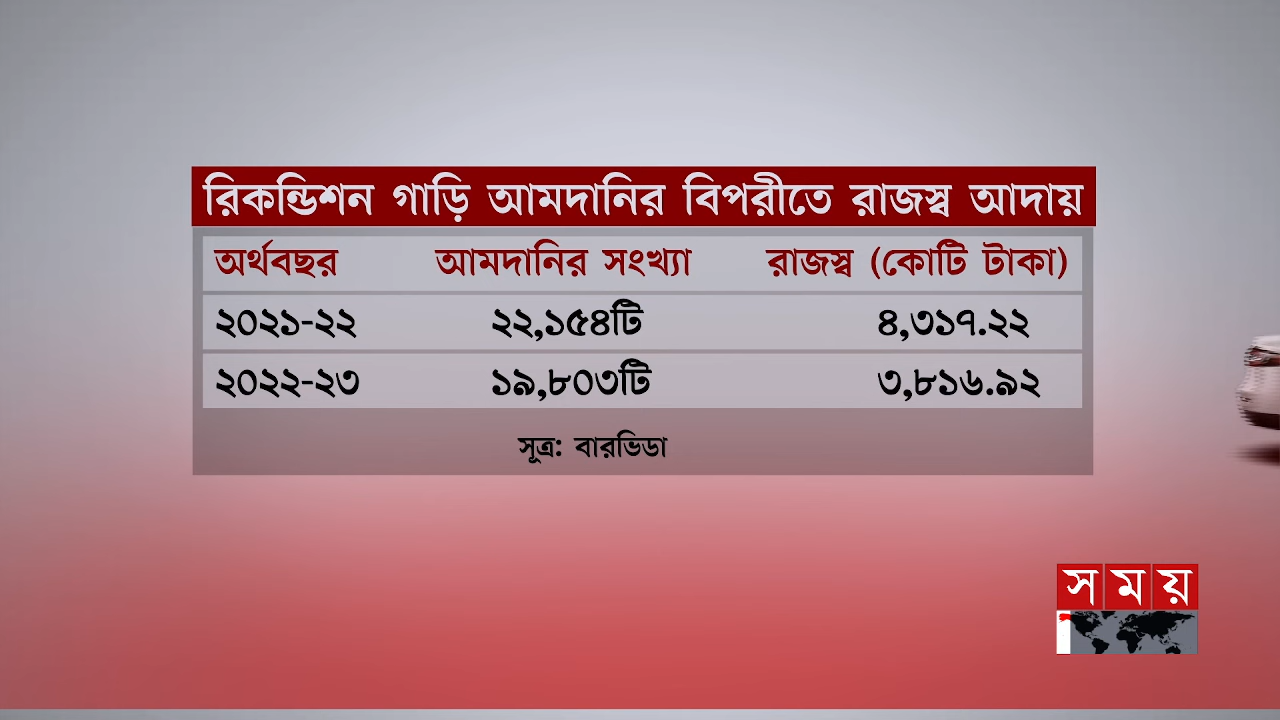 রিকন্ডিশন গাড়ি আমদানির বিপরীতে রাজস্ব আদায়
অর্থবছর আমদানির সংখ্যা রাজস্ব (কোটি টাকা)
২০২১-২২ ২২,১৫৪টি ৪,৩১৭.২২
২০২২-২৩ ১৯,৮০৩টি ৩,৮১৬.৯২
সূত্র: বারভিডা
সময়